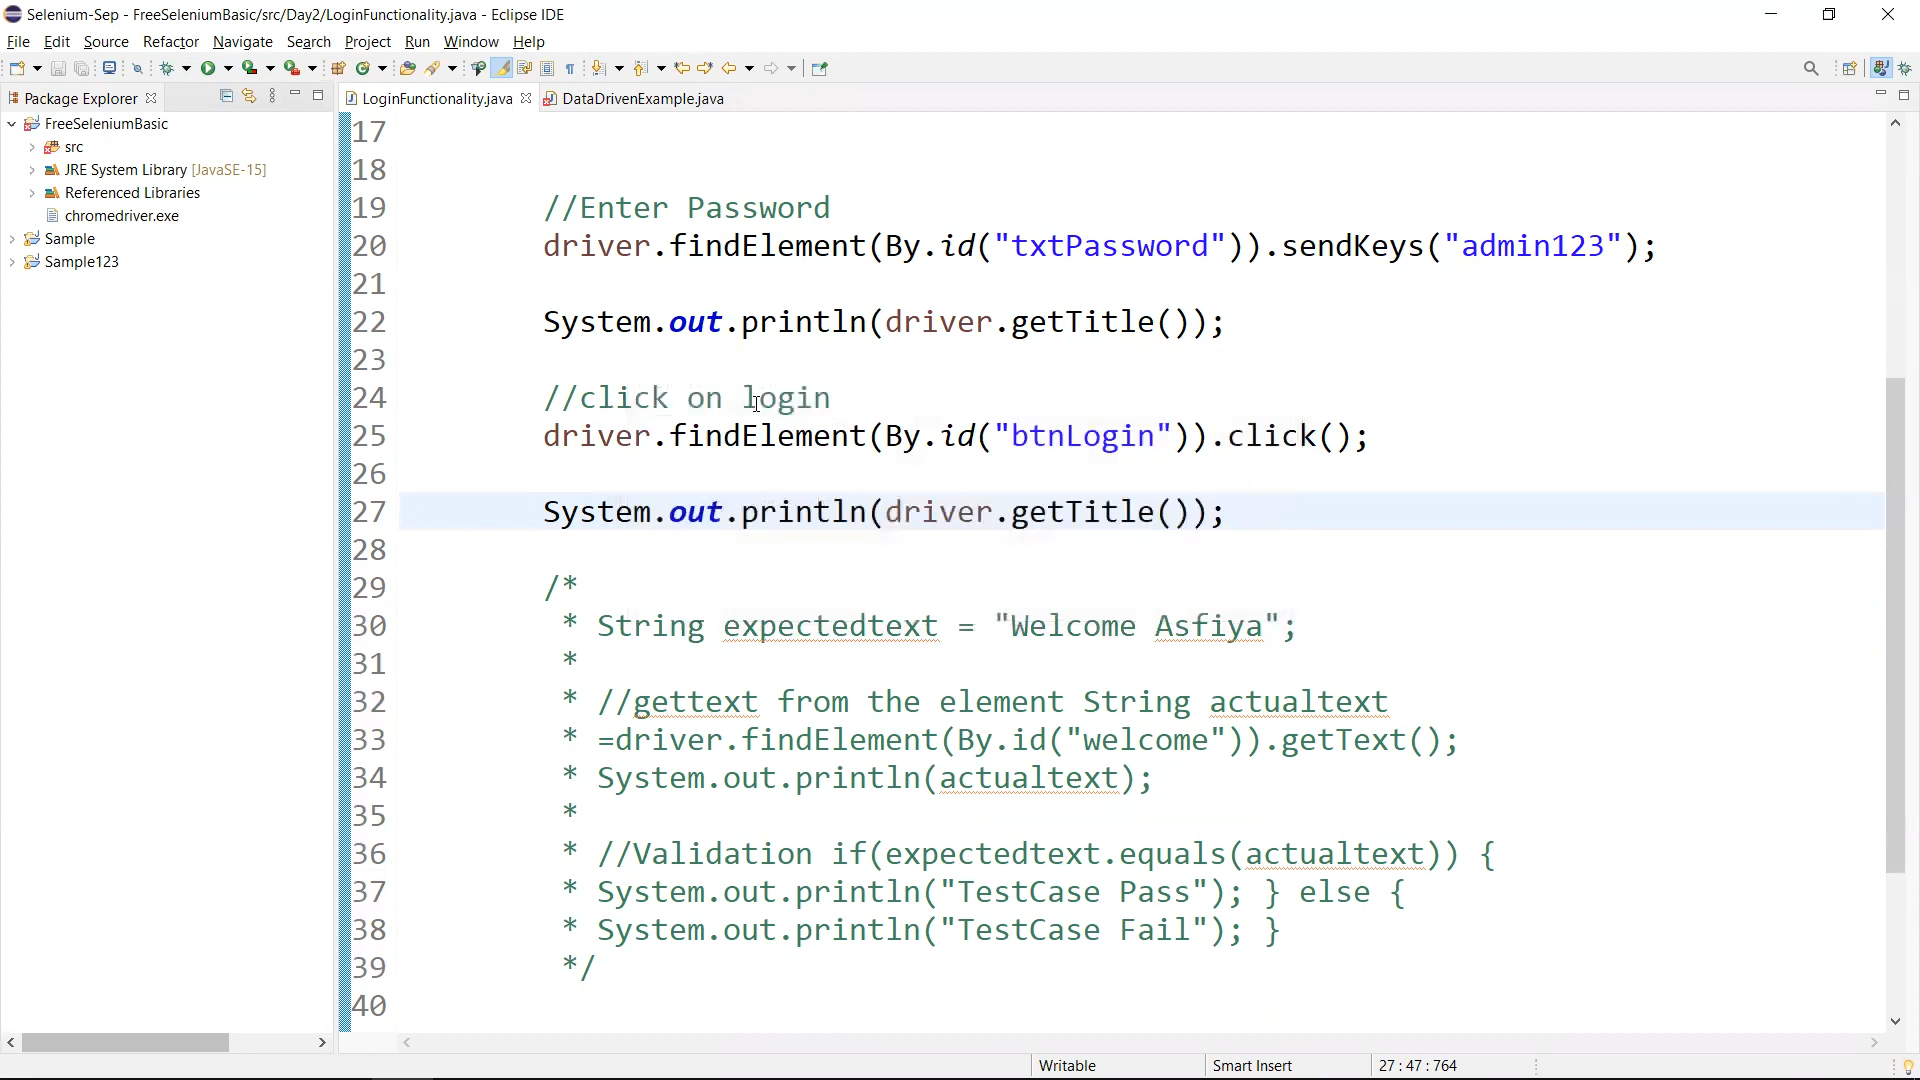 Selenium-Sep - FreeSeleniumBasic/src/Day2/LoginFunctionality.java - Eclipse IDE
File Edit Source Refactor Navigate Search Project Run Window Help
Package Explorer
LoginFunctionality.java
DataDrivenExample.java
FreeSeleniumBasic
src
JRE System Library [JavaSE-15]
Referenced Libraries
chromedriver.exe
Sample
Sample123
17
18
19 //Enter Password
20 driver.findElement(By.id("txtPassword")).sendKeys("admin123");
21
22 System.out.println(driver.getTitle());
23
24 //click on login
25 driver.findElement(By.id("btnLogin")).click();
26
27 System.out.println(driver.getTitle());
28
29 /*
30 * String expectedtext = "Welcome Asfiya";
31 *
32 * //gettext from the element String actualtext
33 * =driver.findElement(By.id("welcome")).getText();
34 * System.out.println(actualtext);
35 *
36 * //Validation if(expectedtext.equals(actualtext)) {
37 * System.out.println("TestCase Pass"); } else {
38 * System.out.println("TestCase Fail"); }
39 */
40
Writable
Smart Insert
27 : 47 : 764